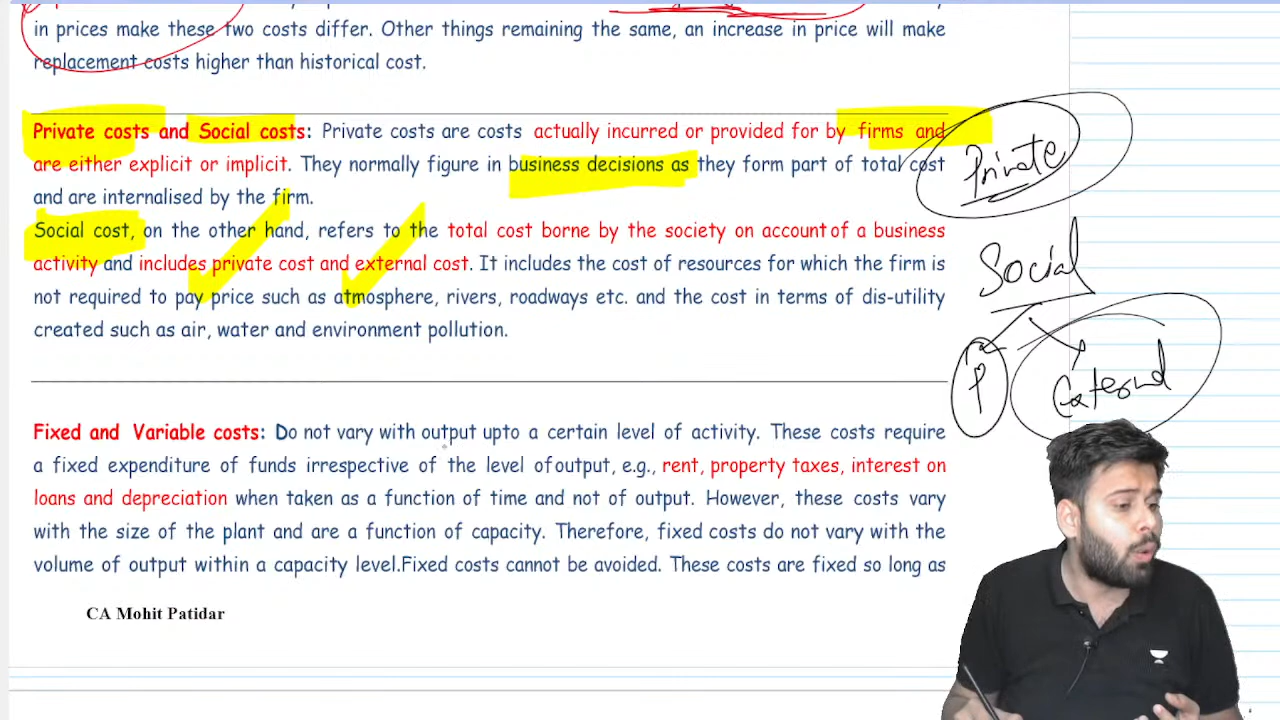 in prices make these two costs differ. Other things remaining the same, an increase in price will make
replacement costs higher than historical cost.
Private costs and Social costs: Private costs are costs actually incurred or provided for by firms and
are either explicit or implicit. They normally figure in business decisions as they form part of total cost
and are internalised by the firm.
Private
Social cost, on the other hand, refers to the total cost borne by the society on account of a business
activity and includes private cost and external cost. It includes the cost of resources for which the firm is
not required to pay price such as atmosphere, rivers, roadways etc. and the cost in terms of dis-utility
created such as air, water and environment pollution.
Social
P
External
Fixed and Variable costs: Do not vary with output upto a certain level of activity. These costs require
a fixed expenditure of funds irrespective of the level of output, e.g., rent, property taxes, interest on
loans and depreciation when taken as a function of time and not of output. However, these costs vary
with the size of the plant and are a function of capacity. Therefore, fixed costs do not vary with the
volume of output within a capacity level.Fixed costs cannot be avoided. These costs are fixed so long as
CA Mohit Patidar